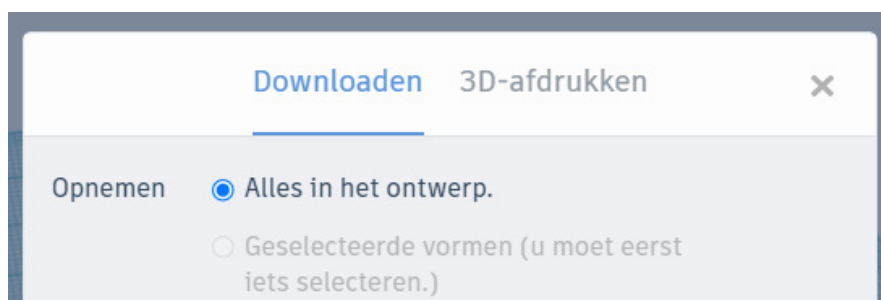 Downloaden 3D-afdrukken ×
Opnemen Alles in het ontwerp.
Geselecteerde vormen (u moet eerst
iets selecteren.)